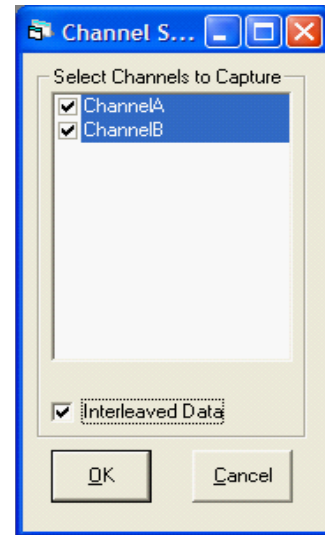 Channel S...
Select Channels to Capture
ChannelA
ChannelB
Interleaved Data
OK
Cancel